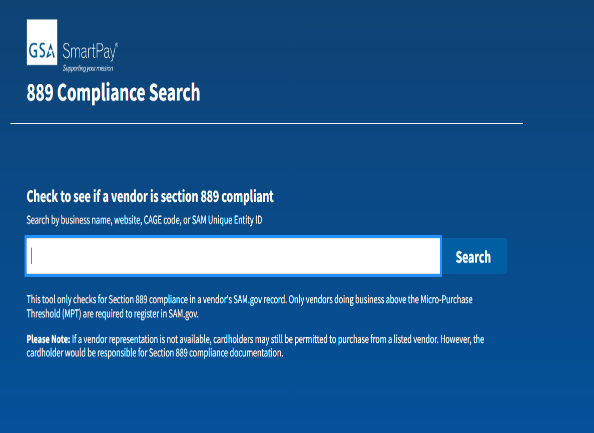 GSA SmartPay®
Supporting your mission
889 Compliance Search
Check to see if a vendor is section 889 compliant
Search by business name, website, CAGE code, or SAM Unique Entity ID
Search
This tool only checks for Section 889 compliance in a vendor's SAM.gov record. Only vendors doing business above the Micro-Purchase
Threshold (MPT) are required to register in SAM.gov.
Please Note: If a vendor representation is not available, cardholders may still be permitted to purchase from a listed vendor. However, the
cardholder would be responsible for Section 889 compliance documentation.